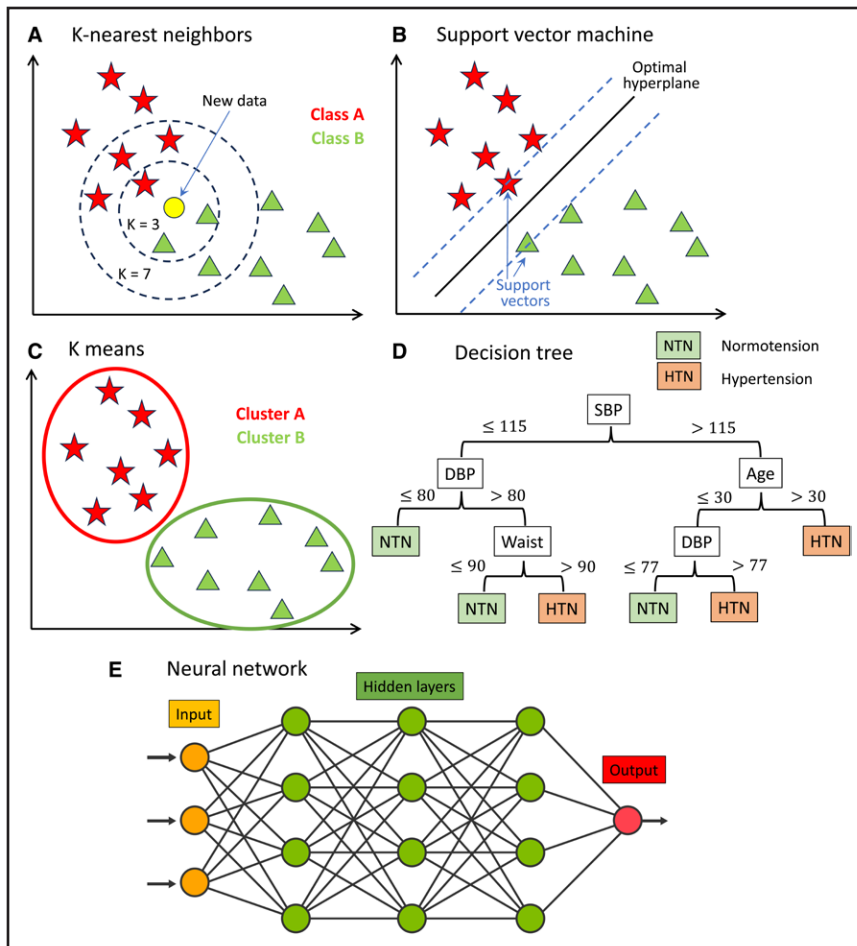 A K-nearest neighbors
New data
Class A
Class B
K = 3
K = 7
B Support vector machine
Optimal
hyperplane
Support
vectors
C K means
Cluster A
Cluster B
D Decision tree
NTN Normotension
HTN Hypertension
SBP
≤ 115 > 115
DBP Age
≤ 80 > 80 ≤ 30 > 30
NTN Waist DBP HTN
≤ 90 > 90 ≤ 77 > 77
NTN HTN NTN HTN
E Neural network
Hidden layers
Input
Output